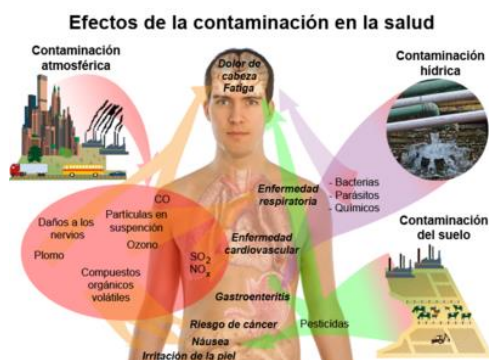 Efectos de la contaminación en la salud
Contaminación
atmosférica
Dolor de
cabeza
Fatiga
Contaminación
hídrica
- Bacterias
- Parásitos
- Químicos
Enfermedad
respiratoria
CO
Partículas en
suspensión
Daños a los
nervios
Ozono
Plomo
SO2
NOx
Compuestos
orgánicos
volátiles
Enfermedad
cardiovascular
Contaminación
del suelo
Gastroenteritis
Riesgo de cáncer
Pesticidas
Náusea
Irritación de la piel